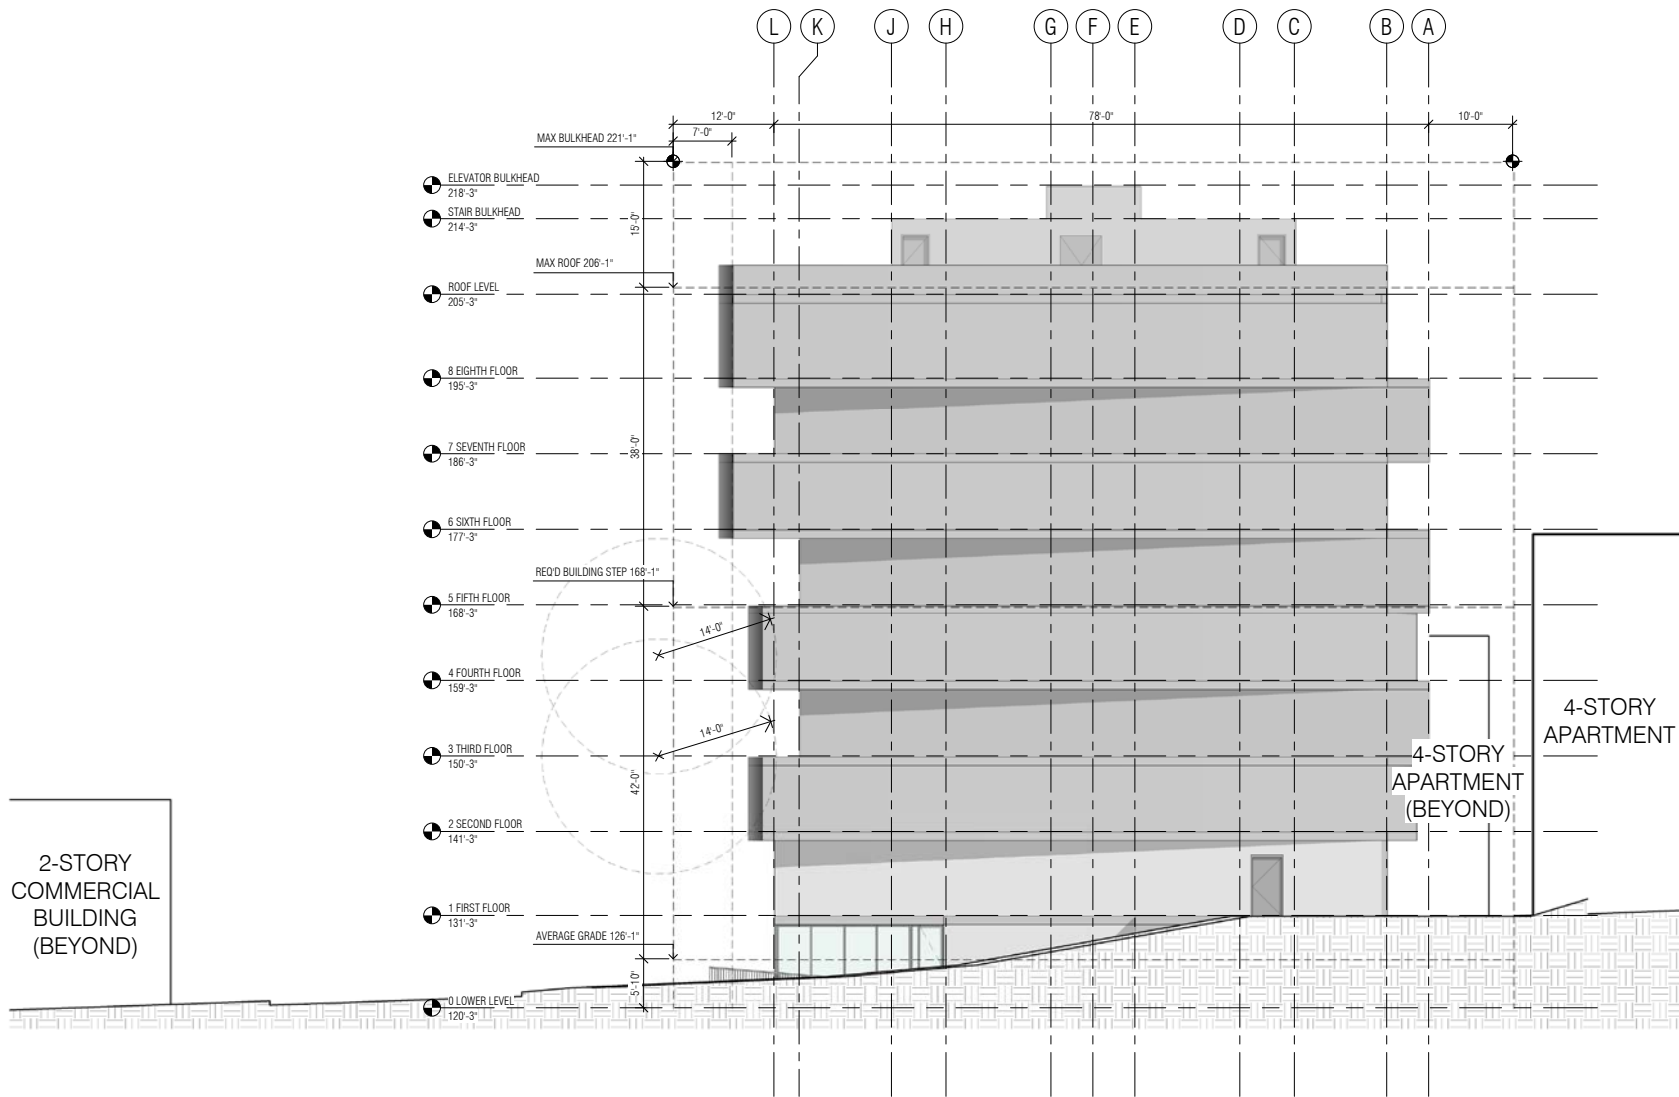 L K J H G F E D C B A
12'-0" 78'-0" 10'-0"
7'-0"
MAX BULKHEAD 221'-1"
ELEVATOR BULKHEAD
218'-3"
STAIR BULKHEAD
214'-3"
15'-0"
MAX ROOF 206'-1"
ROOF LEVEL
205'-3"
8 EIGHTH FLOOR
195'-3"
7 SEVENTH FLOOR
186'-3"
38'-0"
6 SIXTH FLOOR
177'-3"
REQ'D BUILDING STEP 168'-1"
5 FIFTH FLOOR
168'-3"
14'-0"
4 FOURTH FLOOR
159'-3"
14'-0"
3 THIRD FLOOR
150'-3"
42'-0"
2 SECOND FLOOR
141'-3"
1 FIRST FLOOR
131'-3"
AVERAGE GRADE 126'-1"
5'-10"
0 LOWER LEVEL
120'-3"
2-STORY
COMMERCIAL
BUILDING
(BEYOND)
4-STORY
APARTMENT
(BEYOND)
4-STORY
APARTMENT